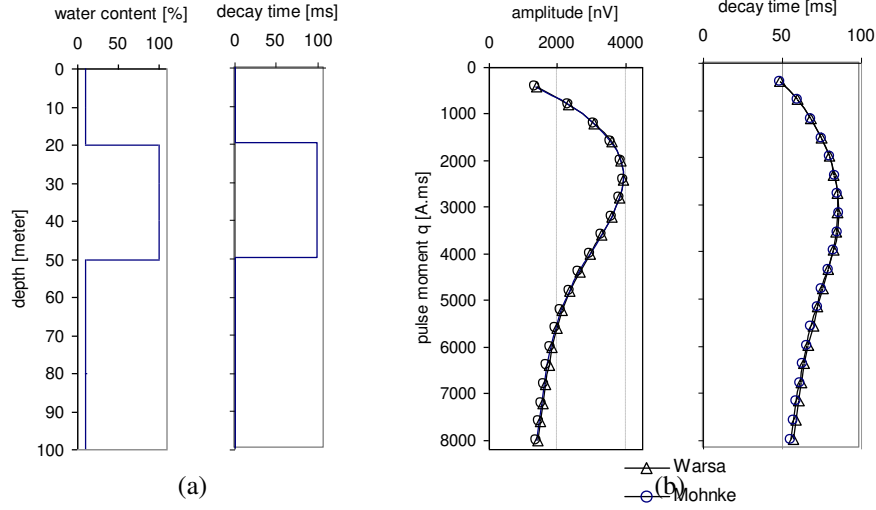 water content [%]
0 50 100
depth [meter]
0
10
20
30
40
50
60
70
80
90
100
decay time [ms]
0 50 100
(a)
amplitude [nV]
0 2000 4000
pulse moment q [A.ms]
0
1000
2000
3000
4000
5000
6000
7000
8000
decay time [ms]
0 50 100
(b)
Warsa
Mohnke